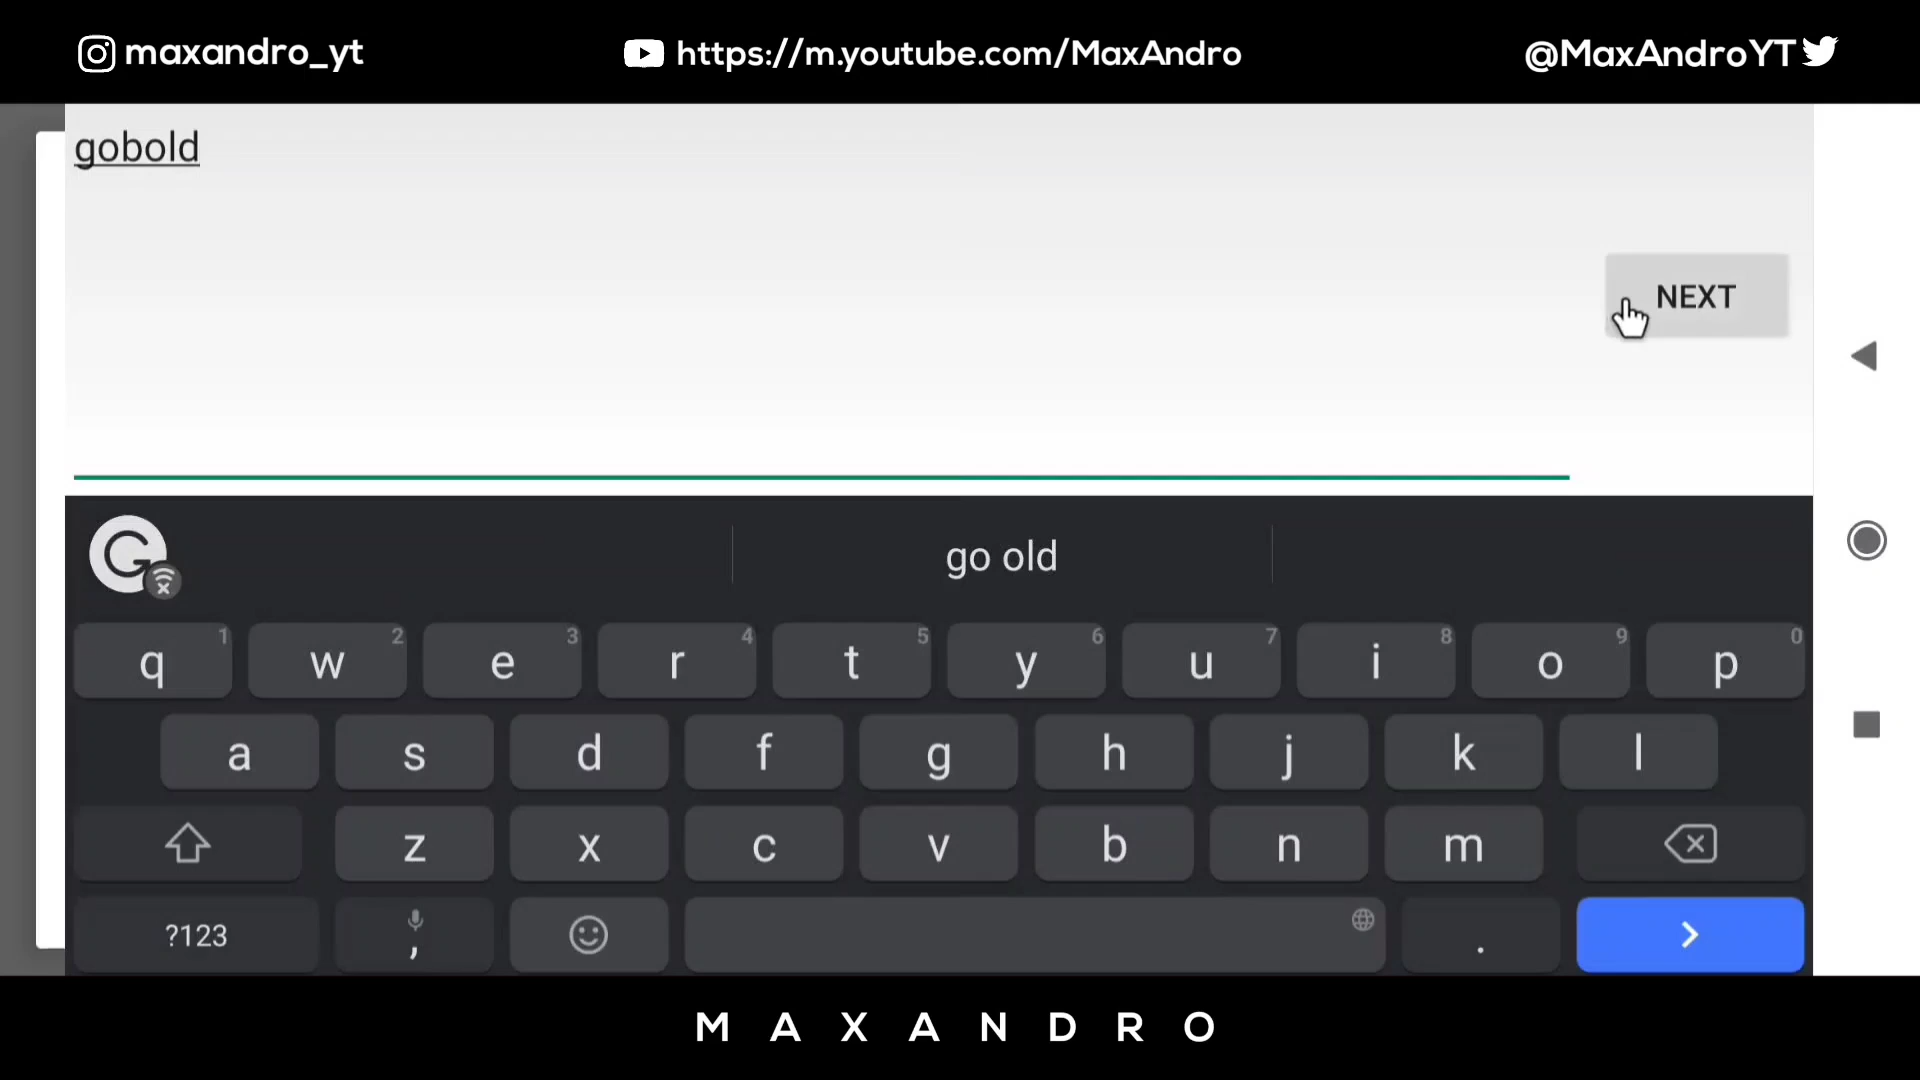 maxandro_yt https://m.youtube.com/MaxAndro @MaxAndroYT
gobold
NEXT
go old
q 1 w 2 e 3 r 4 t 5 y 6 u 7 i 8 o 9 p 0
a s d f g h j k l
z x c v b n m
?123 , .
MAXANDRO